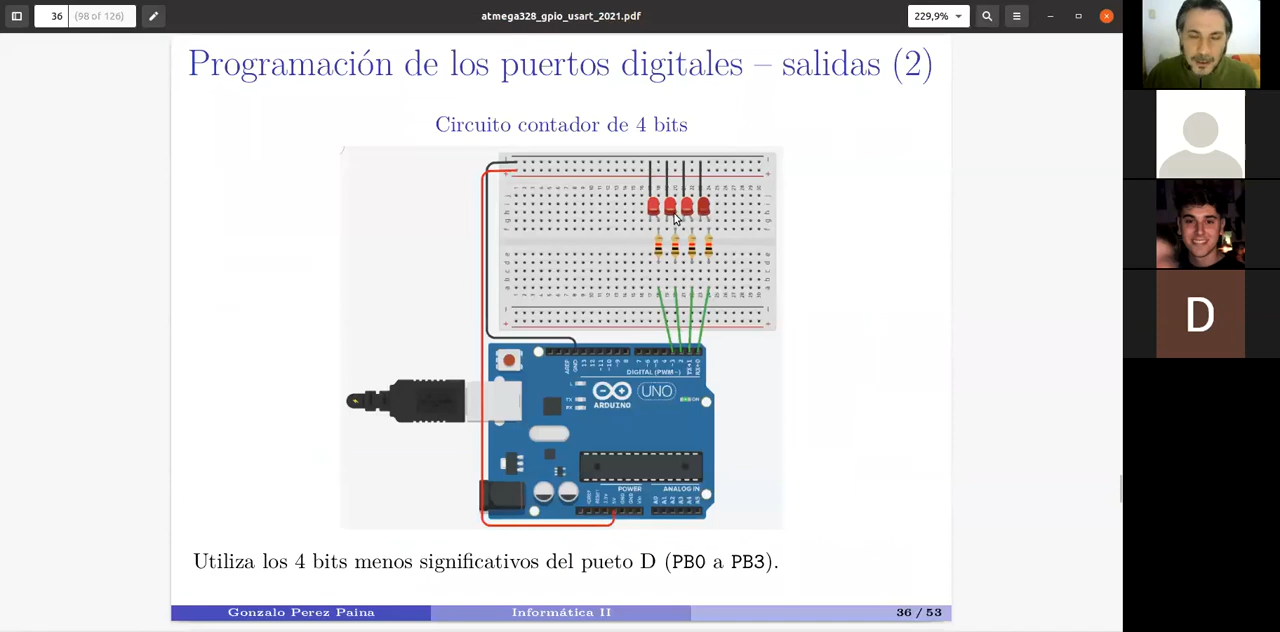 36 (98 of 126)
atmega328_gpio_usart_2021.pdf
229,9%
Programación de los puertos digitales – salidas (2)
Circuito contador de 4 bits
DIGITAL (PWM~)
UNO
ARDUINO
ON
POWER ANALOG IN
Utiliza los 4 bits menos significativos del pueto D (PB0 a PB3).
Gonzalo Perez Paina Informática II 36 / 53
D